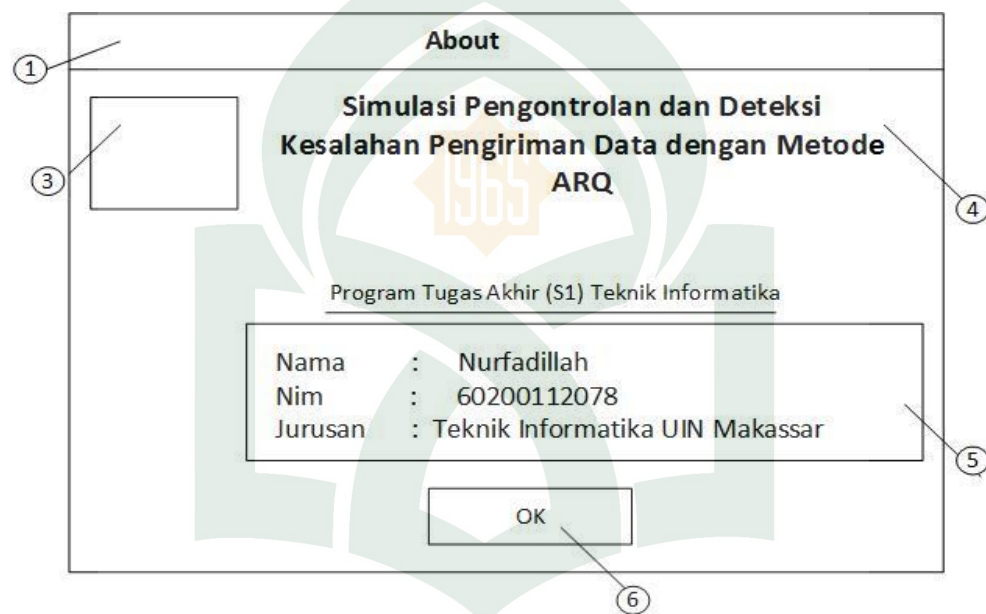 About
1
Simulasi Pengontrolan dan Deteksi
Kesalahan Pengiriman Data dengan Metode
ARQ
3
4
1965
Program Tugas Akhir (S1) Teknik Informatika
Nama : Nurfadillah
Nim : 60200112078
Jurusan : Teknik Informatika UIN Makassar
5
OK
6